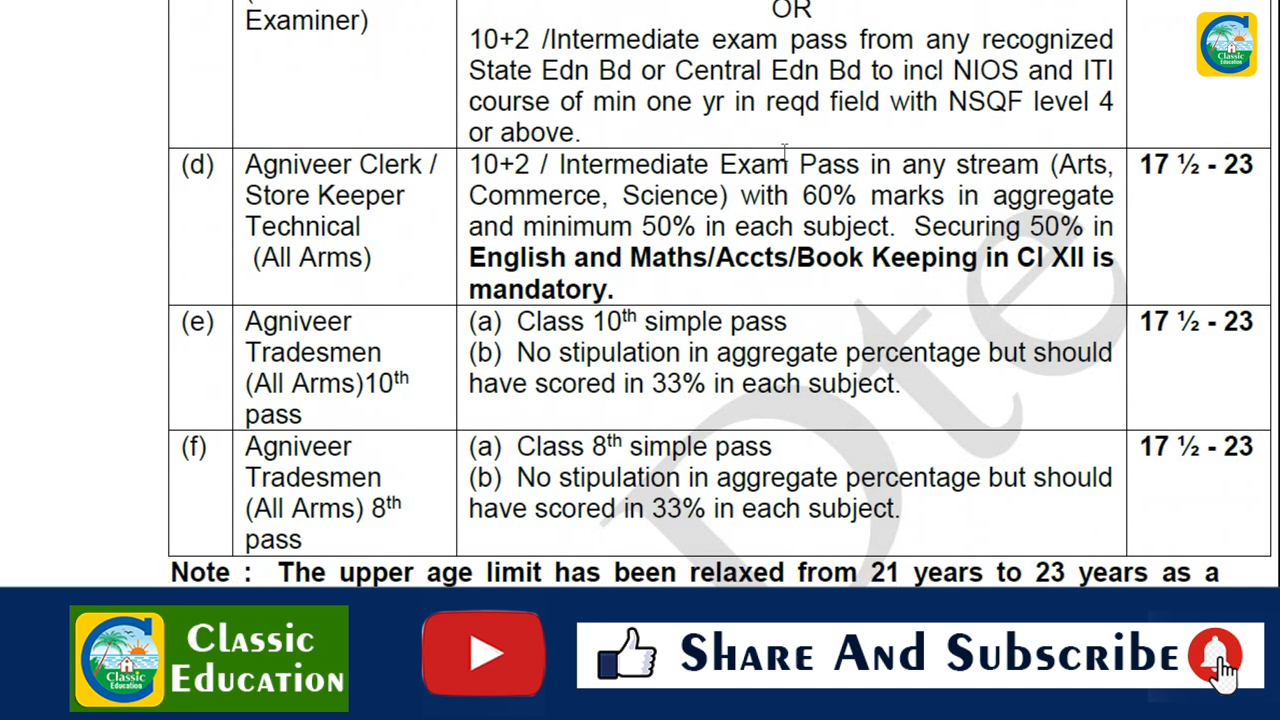 OR
Examiner)
10+2 /Intermediate exam pass from any recognized
State Edn Bd or Central Edn Bd to incl NIOS and ITI
course of min one yr in reqd field with NSQF level 4
or above.
(d)
Agniveer Clerk /
Store Keeper
Technical
(All Arms)
10+2 / Intermediate Exam Pass in any stream (Arts,
Commerce, Science) with 60% marks in aggregate
and minimum 50% in each subject. Securing 50% in
English and Maths/Accts/Book Keeping in Cl XII is
mandatory.
17 ½ - 23
(e)
Agniveer
Tradesmen
(All Arms)10th
pass
(a) Class 10th simple pass
(b) No stipulation in aggregate percentage but should
have scored in 33% in each subject.
17 ½ - 23
(f)
Agniveer
Tradesmen
(All Arms) 8th
pass
(a) Class 8th simple pass
(b) No stipulation in aggregate percentage but should
have scored in 33% in each subject.
17 ½ - 23
Note : The upper age limit has been relaxed from 21 years to 23 years as a
Dte
Classic
Education
Classic
Education
Classic
Education
Share And Subscribe